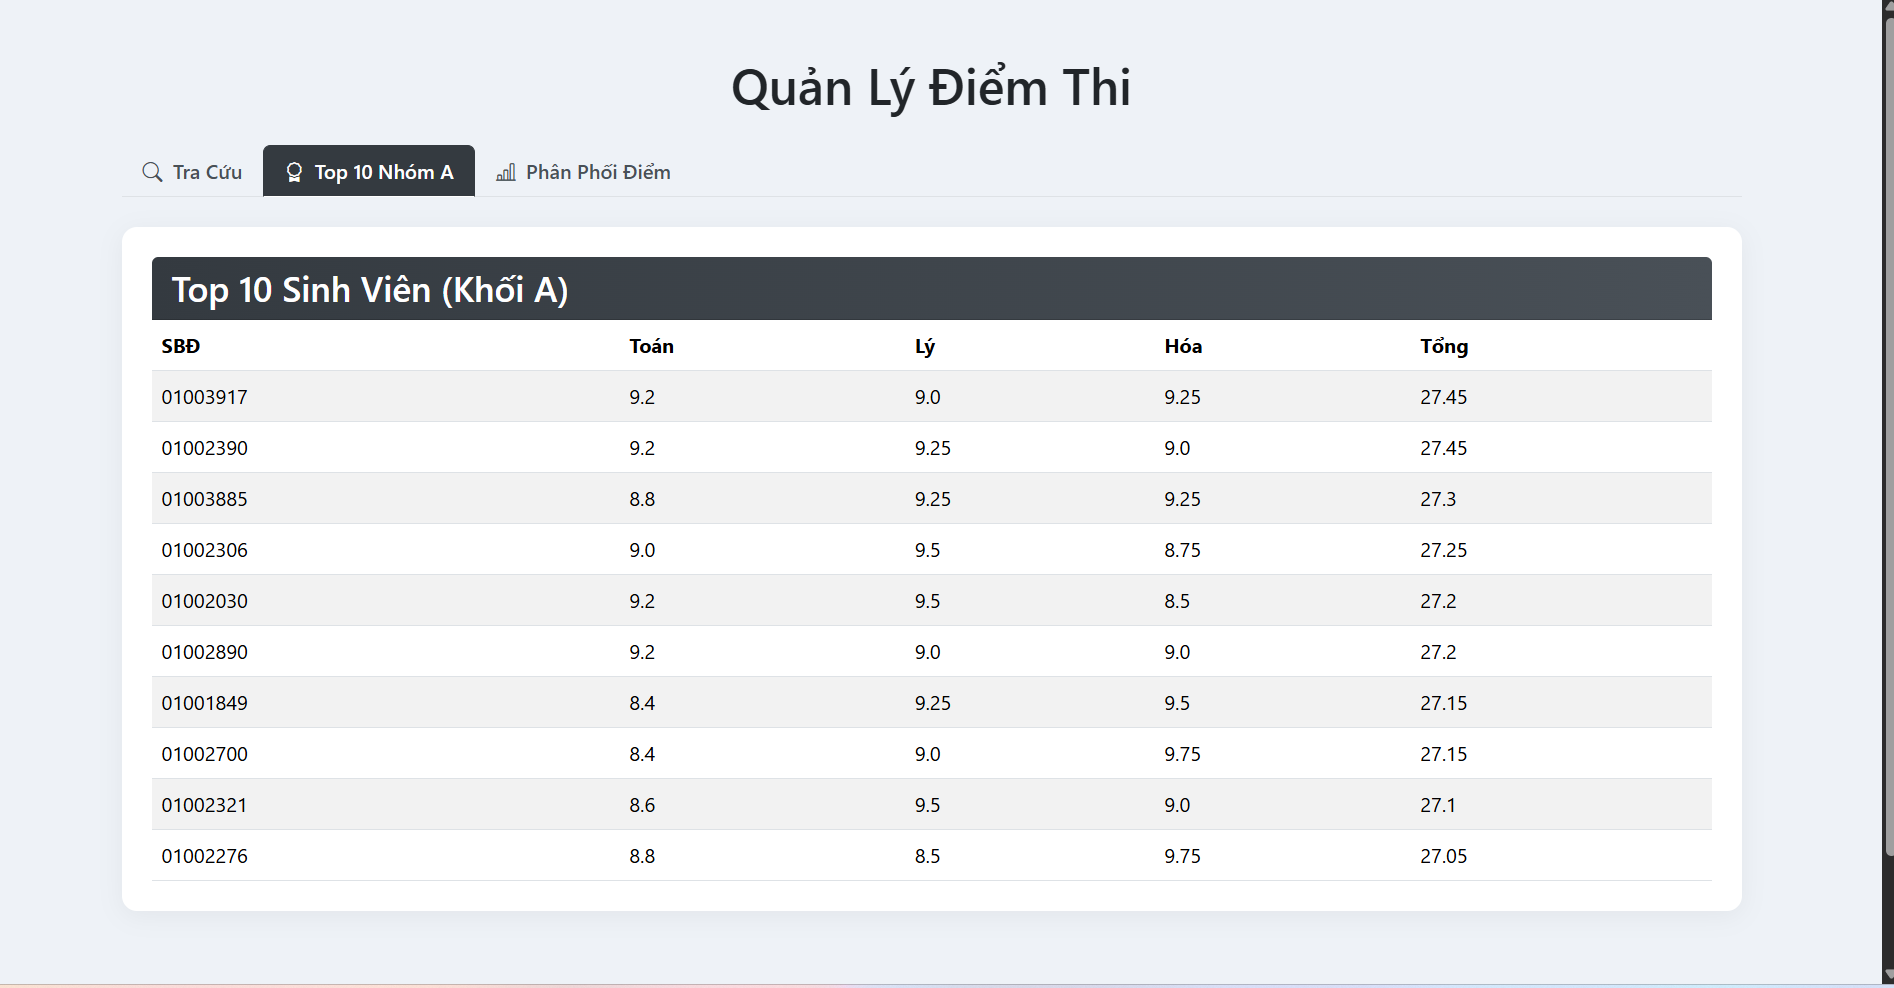 Quản Lý Điểm Thi
Tra Cứu Top 10 Nhóm A Phân Phối Điểm
Top 10 Sinh Viên (Khối A)
SBĐ Toán Lý Hóa Tổng
01003917 9.2 9.0 9.25 27.45
01002390 9.2 9.25 9.0 27.45
01003885 8.8 9.25 9.25 27.3
01002306 9.0 9.5 8.75 27.25
01002030 9.2 9.5 8.5 27.2
01002890 9.2 9.0 9.0 27.2
01001849 8.4 9.25 9.5 27.15
01002700 8.4 9.0 9.75 27.15
01002321 8.6 9.5 9.0 27.1
01002276 8.8 8.5 9.75 27.05